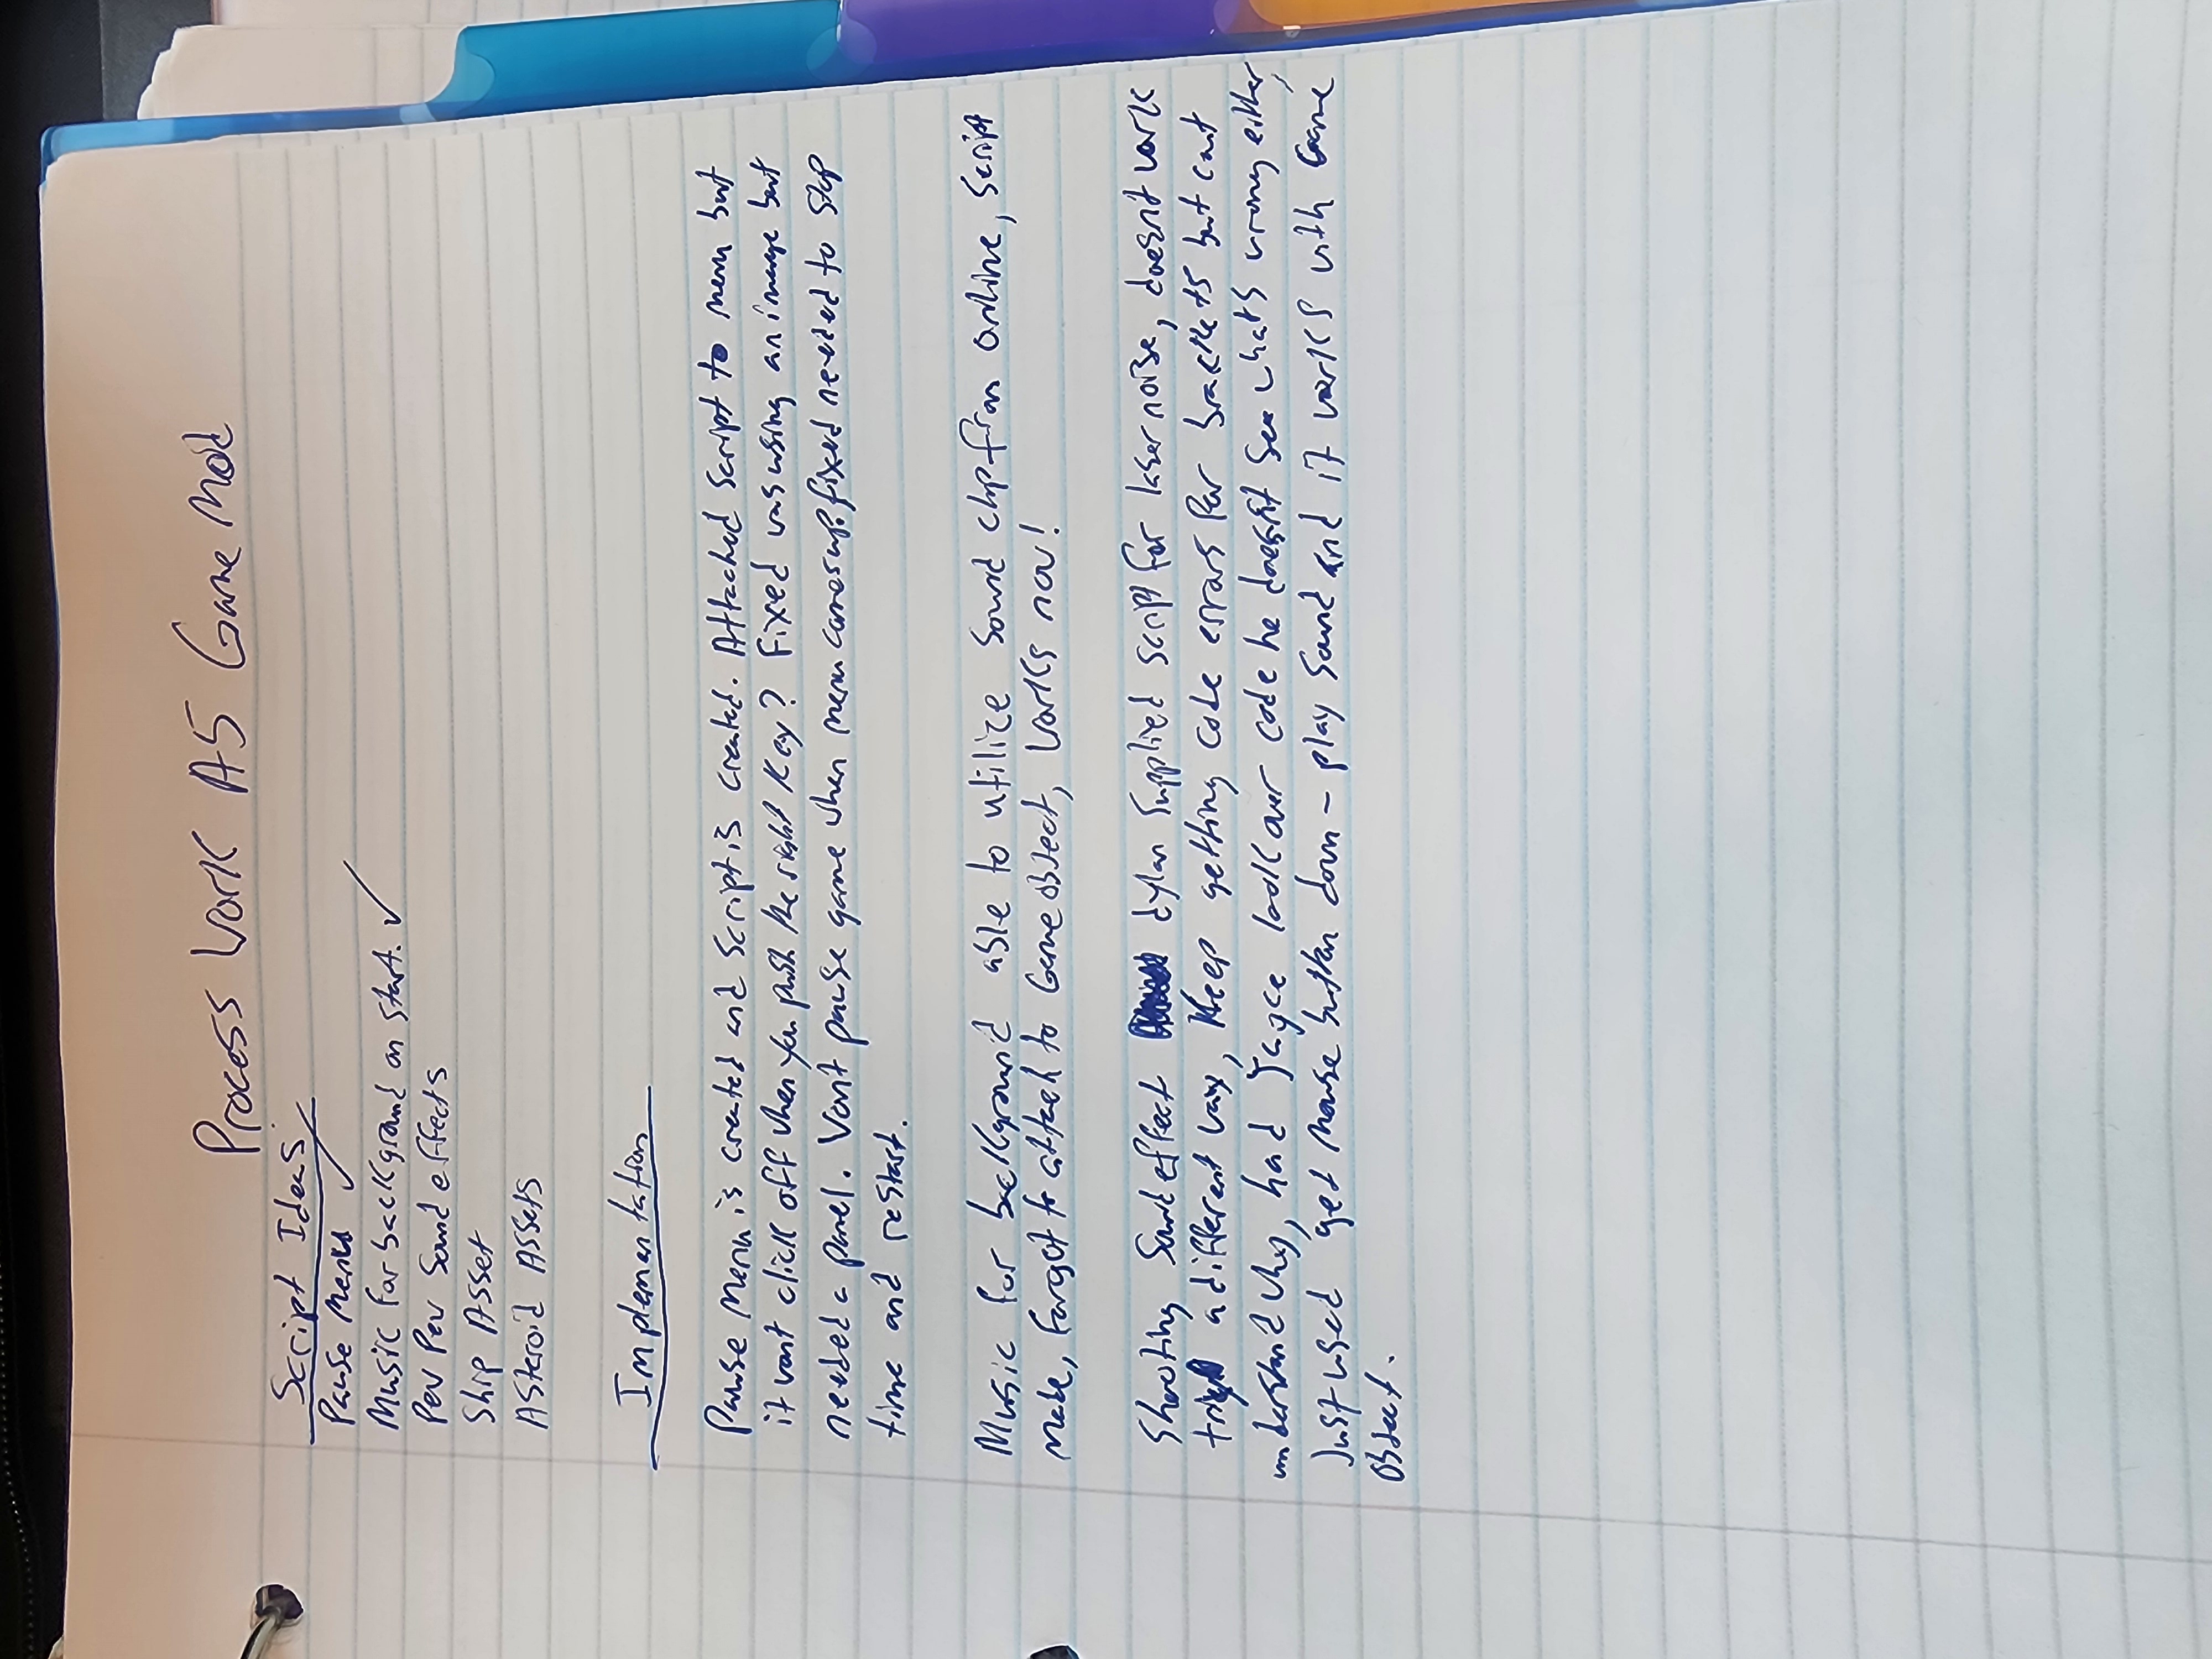 Process Work A5 Game Mod
Script Ideas
Pause Menu ✓
Music for background on start. ✓
Pew Pew Sound effects
Ship Asset
Asteroid Assets
Implementation
Pause Menu is created and script is created. Attached script to menu but
it wont click off when you push the right key? Fixed was using an image but
needed a panel. Won't pause game when menu comes up? fixed needed to stop
time and restart.
Music for background able to utilize sound clip from online, script
made, forgot to attach to Game object, works now!
Shooting Sound effect dylan supplied script for laser noise, doesn't work
tried a different way, Keep getting code errors for brackets but cant
understand why, had Jayce look over code he doesn't see whats wrong either,
Just used get mouse button down - play sound and it works with Game
Object.